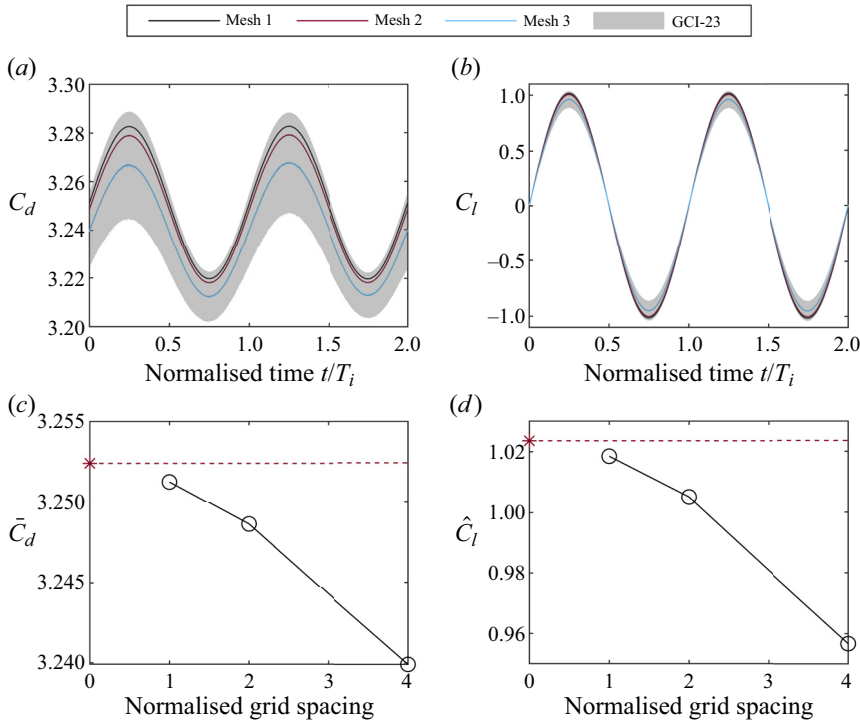 Mesh 1 Mesh 2 Mesh 3 GCI-23
(a) (b)
3.30
3.28
3.26
3.24
3.22
3.20
C_d
0 0.5 1.0 1.5 2.0
Normalised time t/T_i
1.0
0.5
0
–0.5
–1.0
C_l
0 0.5 1.0 1.5 2.0
Normalised time t/T_i
(c) (d)
3.255
3.250
3.245
3.240
C̄_d
0 1 2 3 4
Normalised grid spacing
1.02
1.00
0.98
0.96
Ĉ_l
0 1 2 3 4
Normalised grid spacing